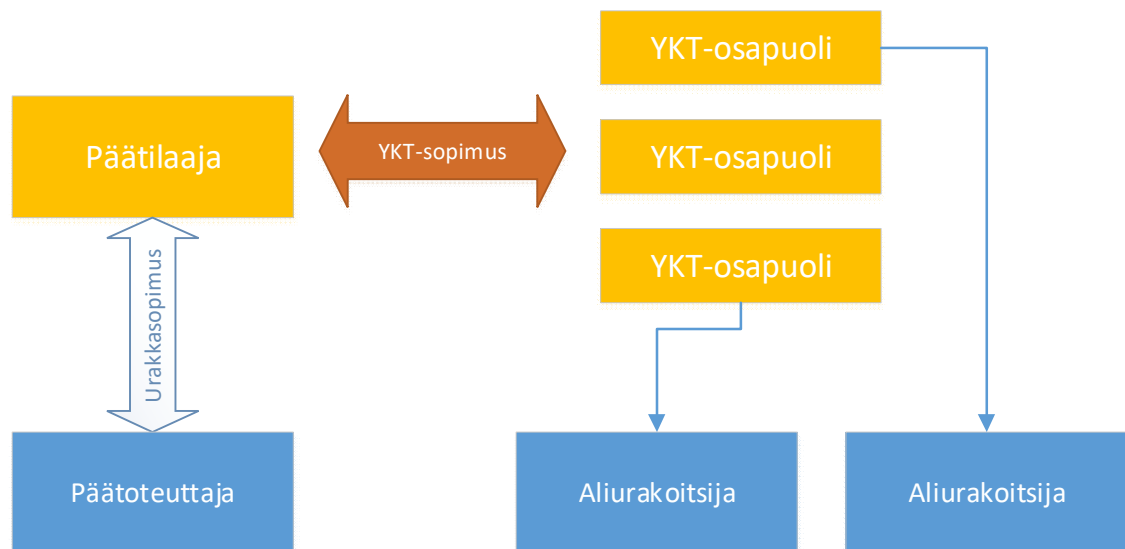 YKT-osapuoli
Päätilaaja
YKT-sopimus
YKT-osapuoli
YKT-osapuoli
Urakkasopimus
Päätoteuttaja
Aliurakoitsija
Aliurakoitsija